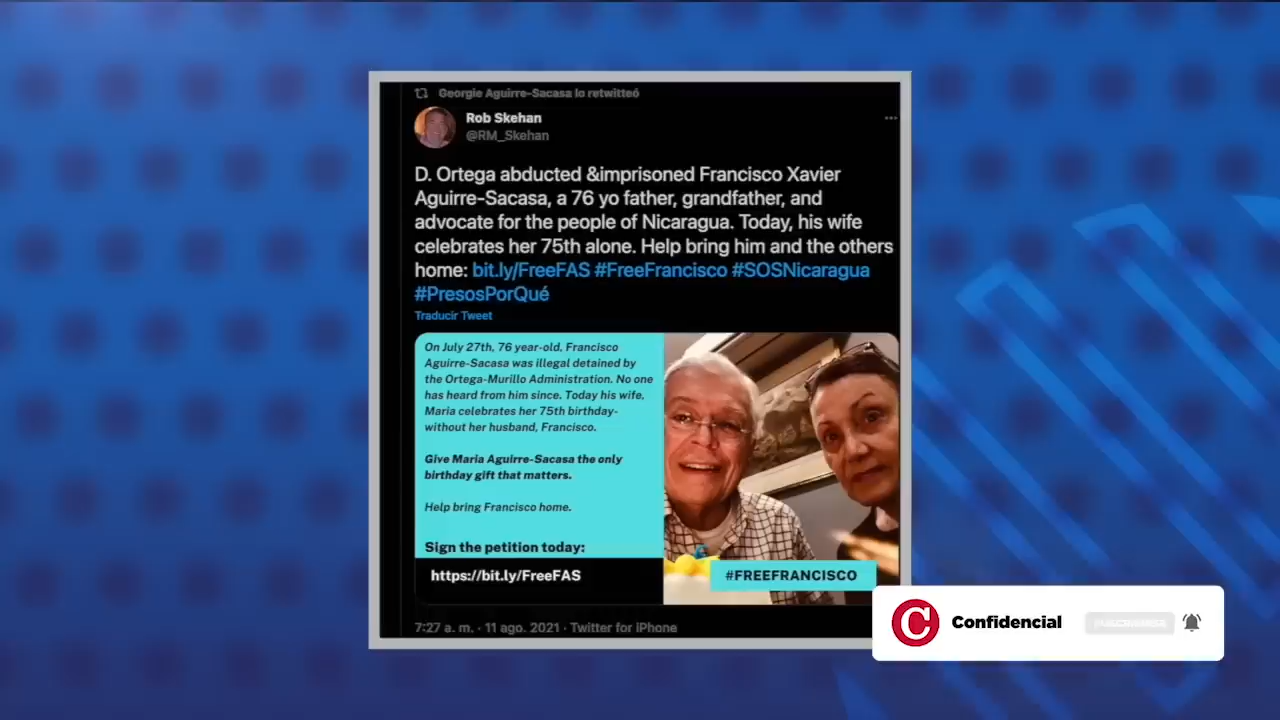 Georgie Aguirre-Sacasa lo retwitteó
Rob Skehan
@RM_Skehan
D. Ortega abducted &imprisoned Francisco Xavier
Aguirre-Sacasa, a 76 yo father, grandfather, and
advocate for the people of Nicaragua. Today, his wife
celebrates her 75th alone. Help bring him and the others
home: bit.ly/FreeFAS #FreeFrancisco #SOSNicaragua
#PresosPorQué
Traducir Tweet
On July 27th, 76 year-old, Francisco
Aguirre-Sacasa was illegal detained by
the Ortega-Murillo Administration. No one
has heard from him since. Today his wife,
Maria celebrates her 75th birthday-
without her husband, Francisco.
Give Maria Aguirre-Sacasa the only
birthday gift that matters.
Help bring Francisco home.
Sign the petition today:
https://bit.ly/FreeFAS
#FREEFRANCISCO
7:27 a. m. · 11 ago. 2021 · Twitter for iPhone
C Confidencial